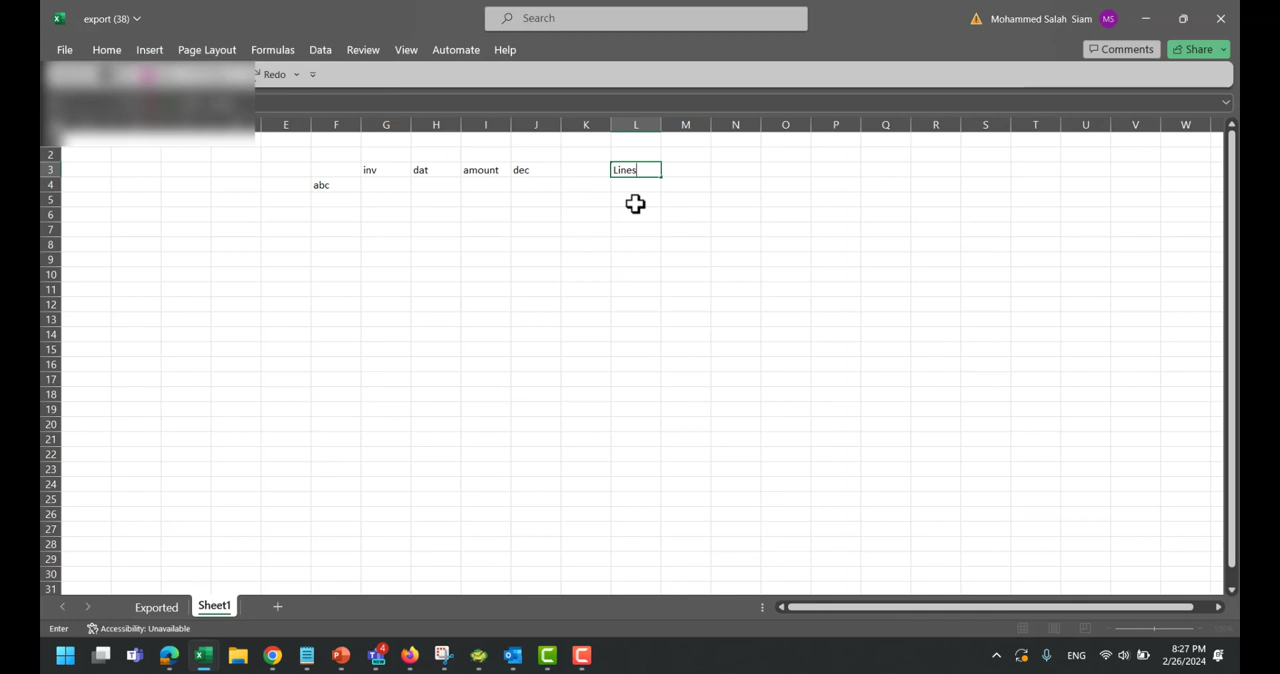 export (38)
Search
Mohammed Salah Siam MS
File Home Insert Page Layout Formulas Data Review View Automate Help
Comments Share
Redo
E F G H I J K L M N O P Q R S T U V W
2
3 inv dat amount dec Lines
4 abc
5
6
7
8
9
10
11
12
13
14
15
16
17
18
19
20
21
22
23
24
25
26
27
28
29
30
31
Exported Sheet1
Enter Accessibility: Unavailable
4 ENG 8:27 PM
2/26/2024